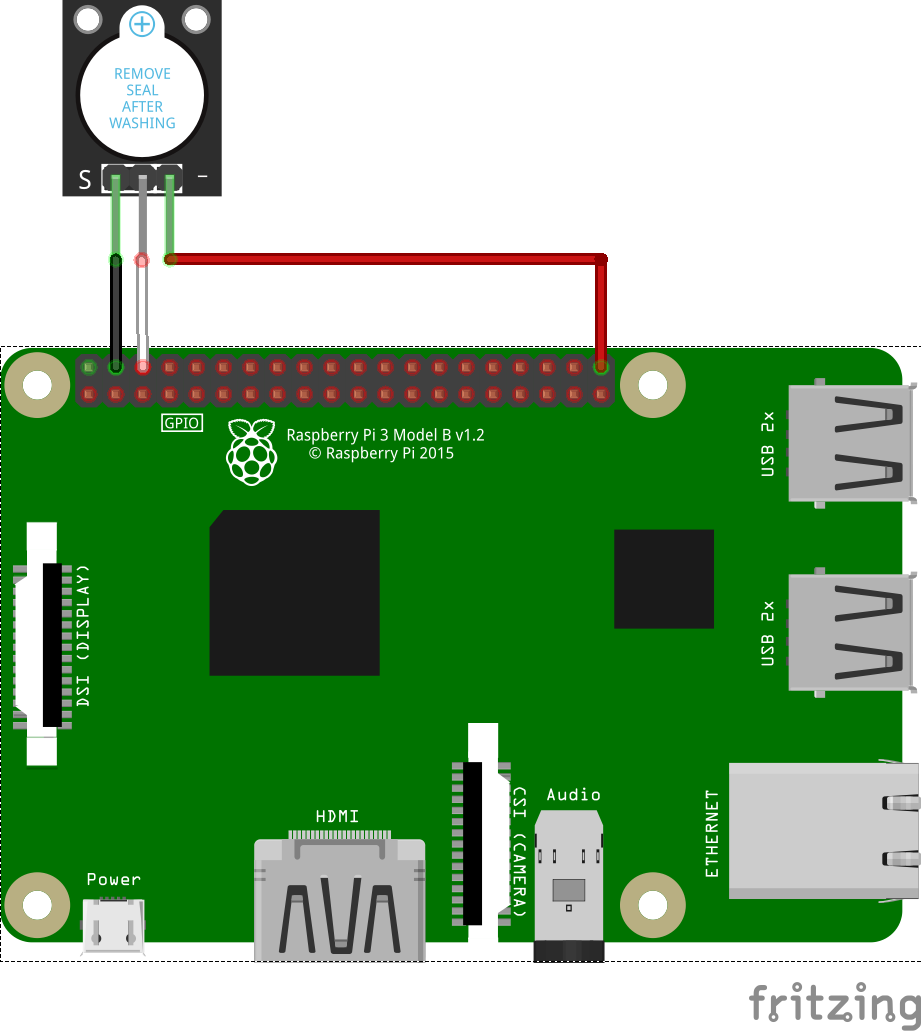 REMOVE
SEAL
AFTER
WASHING
S
-
GPIO
Raspberry Pi 3 Model B v1.2
© Raspberry Pi 2015
USB 2x
DSI (DISPLAY)
USB 2x
CSI (CAMERA)
Audio
ETHERNET
HDMI
Power
fritzing